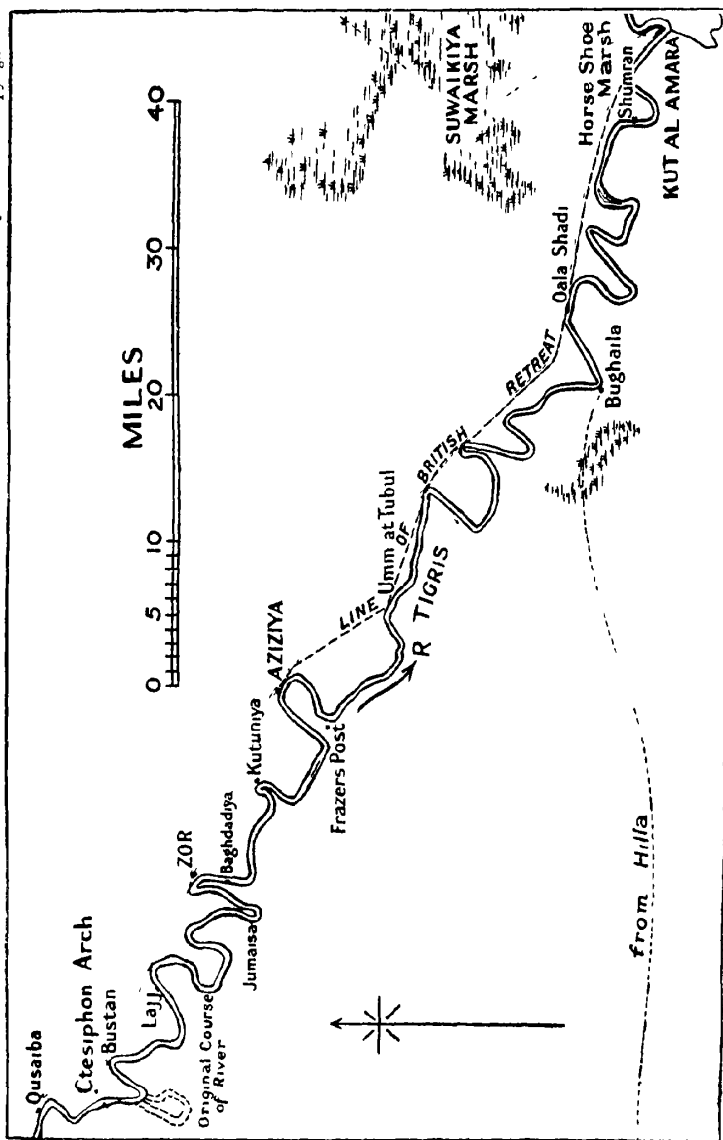 MILES
0 5 10 20 30 40
Qusaiba
Ctesiphon Arch
Bustan
Lajj
Original Course
of River
ZOR
Baghdadiya
Jumaisa
Kutuniya
AZIZIYA
Frazers Post
LINE OF BRITISH RETREAT
Umm at Tubul
R TIGRIS
SUWAIKIYA
MARSH
Qala Shadi
Bughaila
Horse Shoe
Marsh
Shumran
KUT AL AMARA
from Hilla